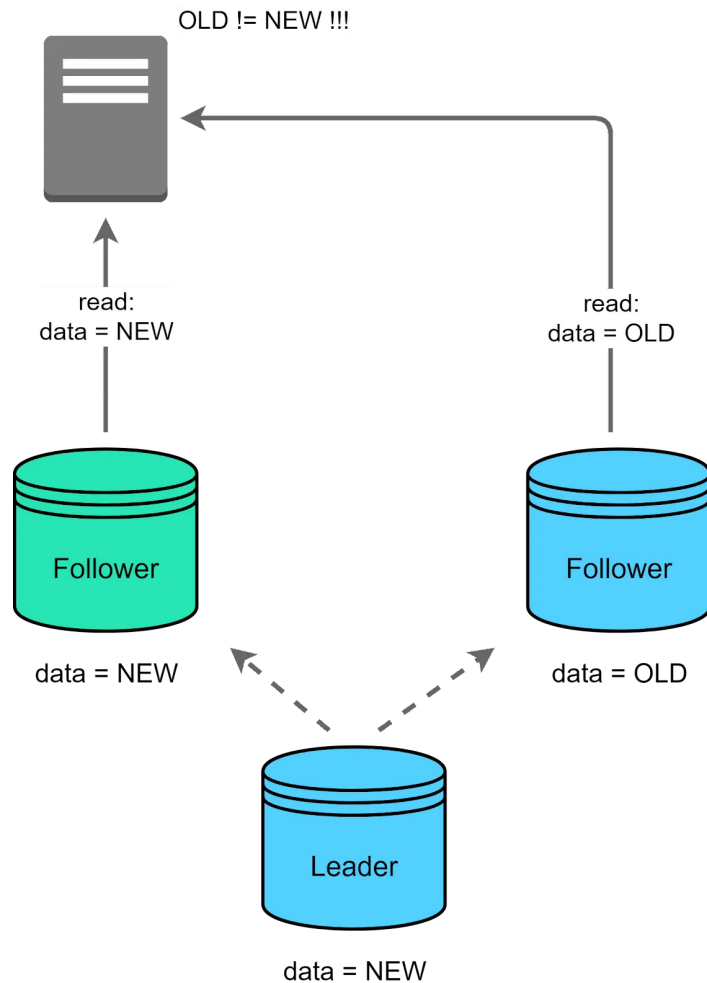 OLD != NEW !!!
read:
data = NEW
read:
data = OLD
Follower
Follower
data = NEW
data = OLD
Leader
data = NEW